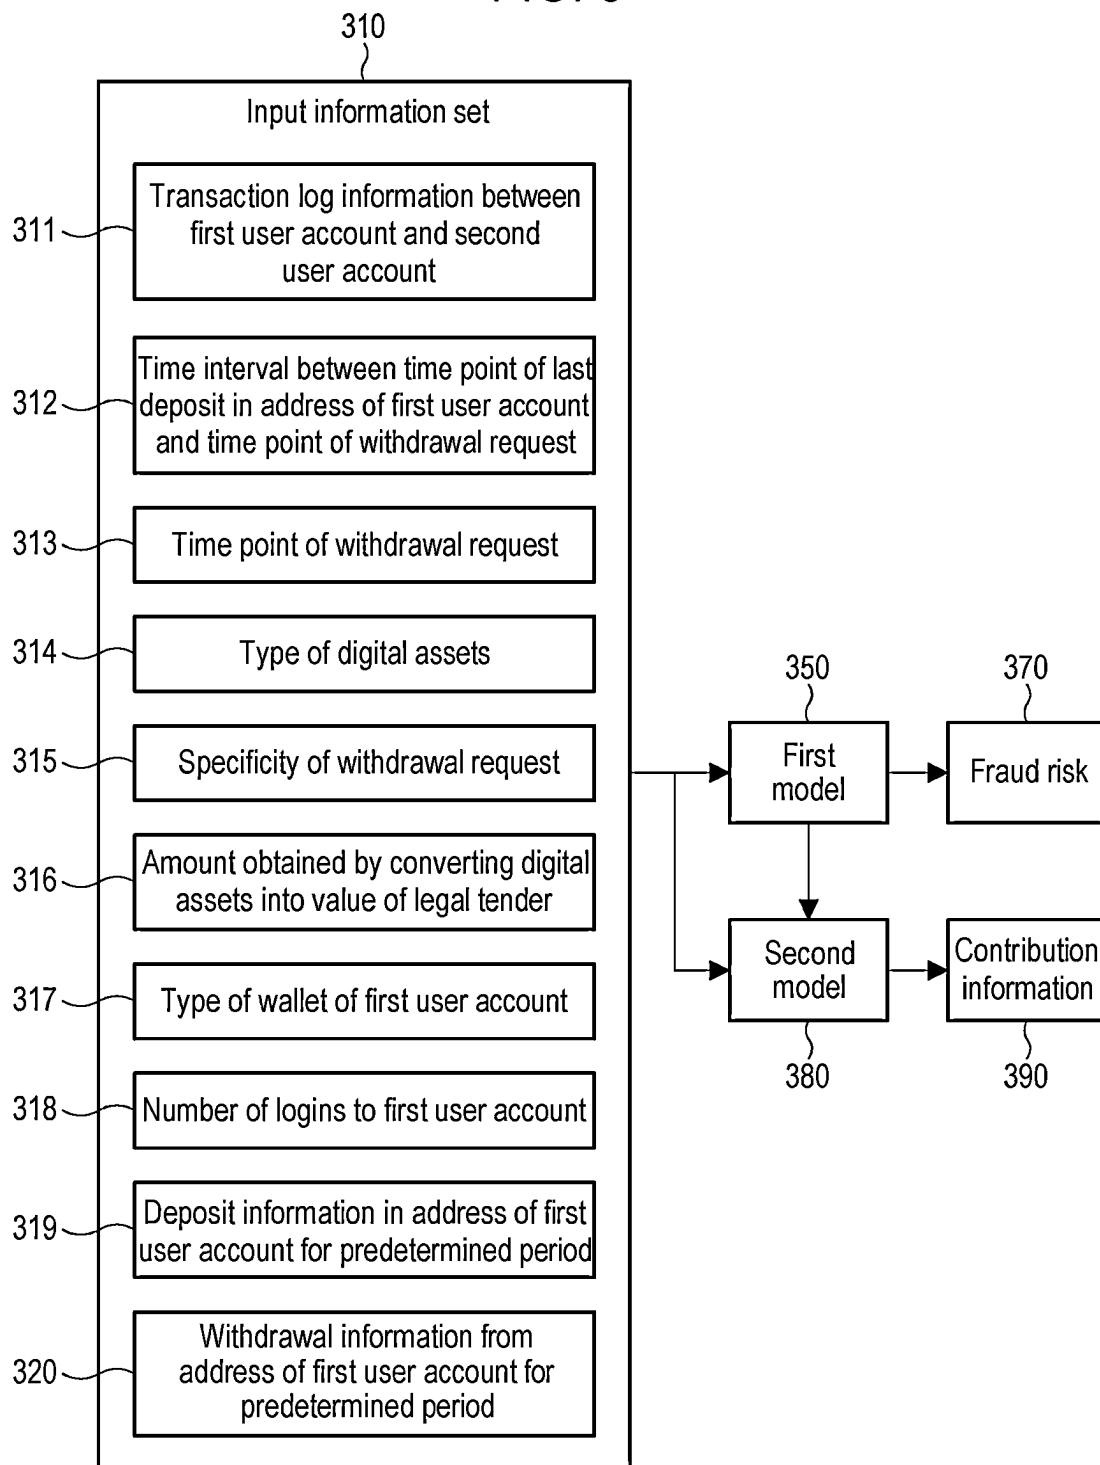 310
Input information set
311
Transaction log information between
first user account and second
user account
312
Time interval between time point of last
deposit in address of first user account
and time point of withdrawal request
313
Time point of withdrawal request
314
Type of digital assets
315
Specificity of withdrawal request
316
Amount obtained by converting digital
assets into value of legal tender
317
Type of wallet of first user account
318
Number of logins to first user account
319
Deposit information in address of first
user account for predetermined period
320
Withdrawal information from
address of first user account for
predetermined period
350
First
model
370
Fraud risk
Second
model
380
Contribution
information
390